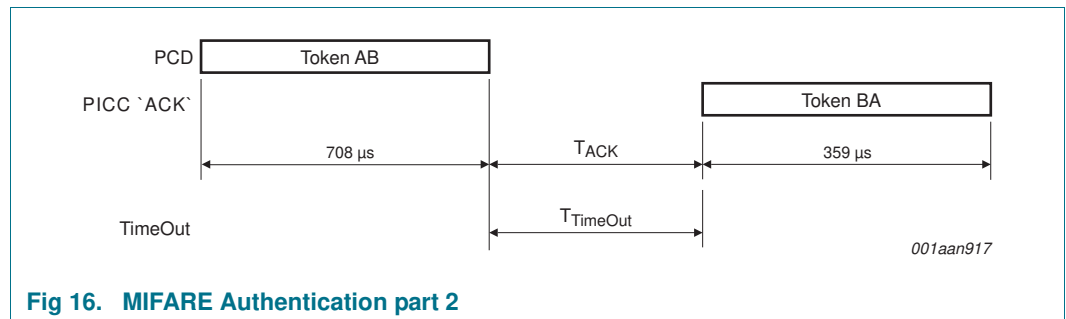 PCD Token AB
PICC `ACK` Token BA
708 µs TACK 359 µs
TimeOut TTimeOut
001aan917
Fig 16. MIFARE Authentication part 2